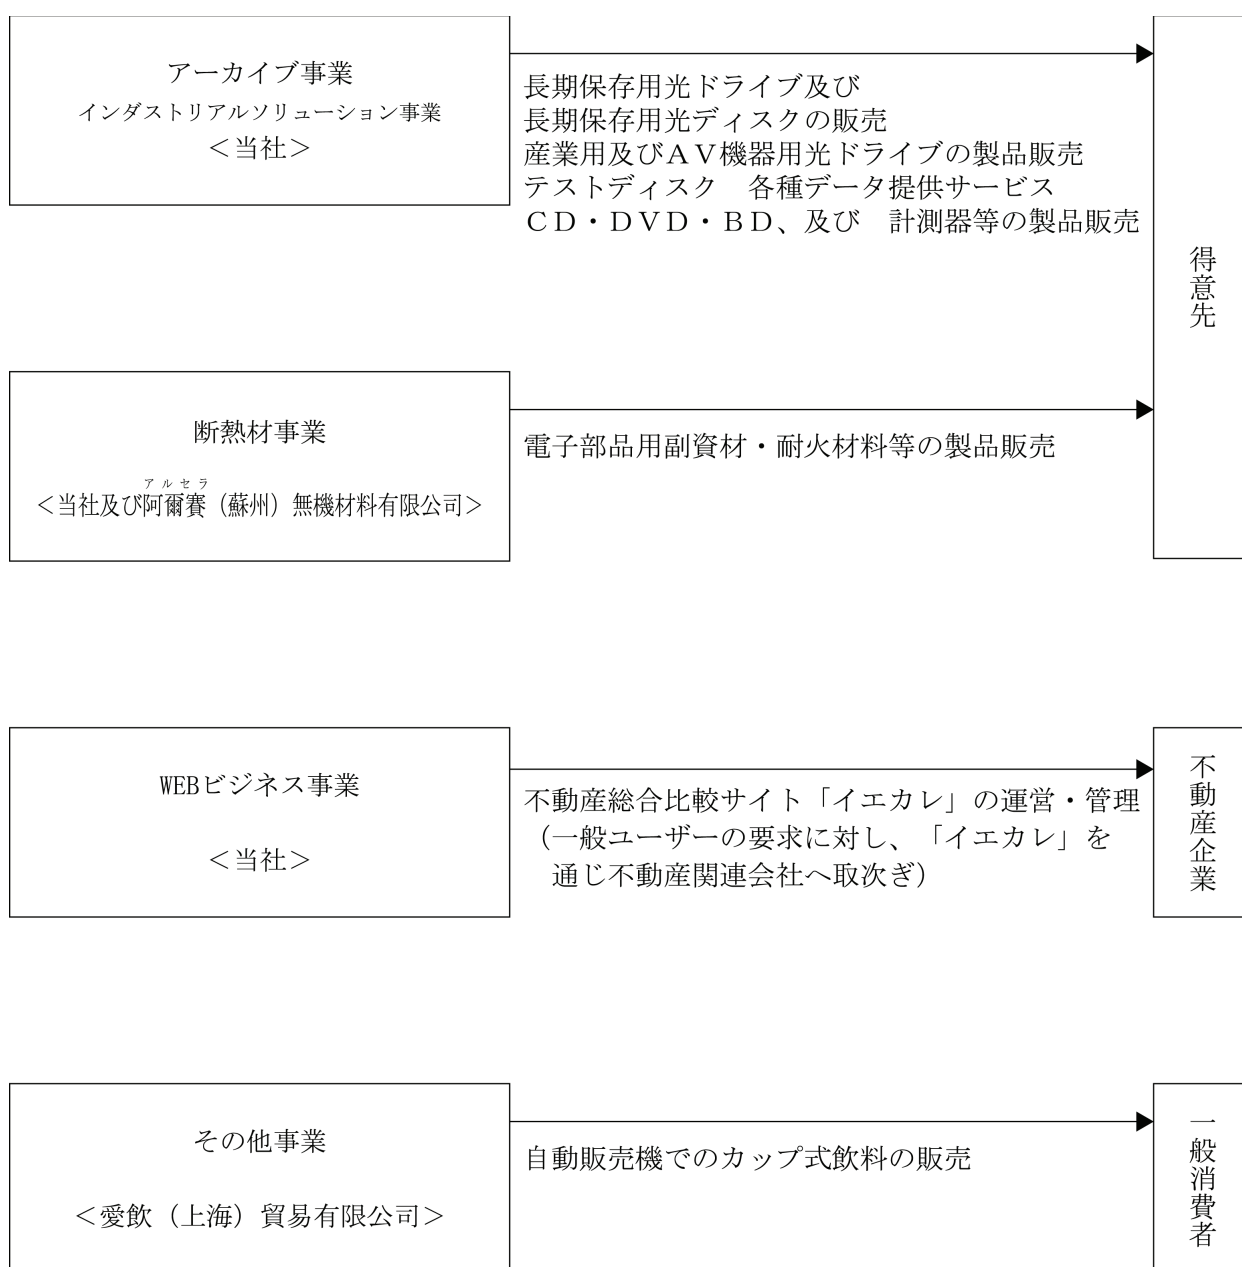 アーカイブ事業
インダストリアルソリューション事業
＜当社＞
長期保存用光ドライブ及び
長期保存用光ディスクの販売
産業用及びＡＶ機器用光ドライブの製品販売
テストディスク　各種データ提供サービス
ＣＤ・ＤＶＤ・ＢＤ、及び　計測器等の製品販売
得意先
断熱材事業
アルセラ
＜当社及び阿爾賽（蘇州）無機材料有限公司＞
電子部品用副資材・耐火材料等の製品販売
WEBビジネス事業
＜当社＞
不動産総合比較サイト「イエカレ」の運営・管理
（一般ユーザーの要求に対し、「イエカレ」を
通じ不動産関連会社へ取次ぎ）
不動産企業
その他事業
＜愛飲（上海）貿易有限公司＞
自動販売機でのカップ式飲料の販売
一般消費者